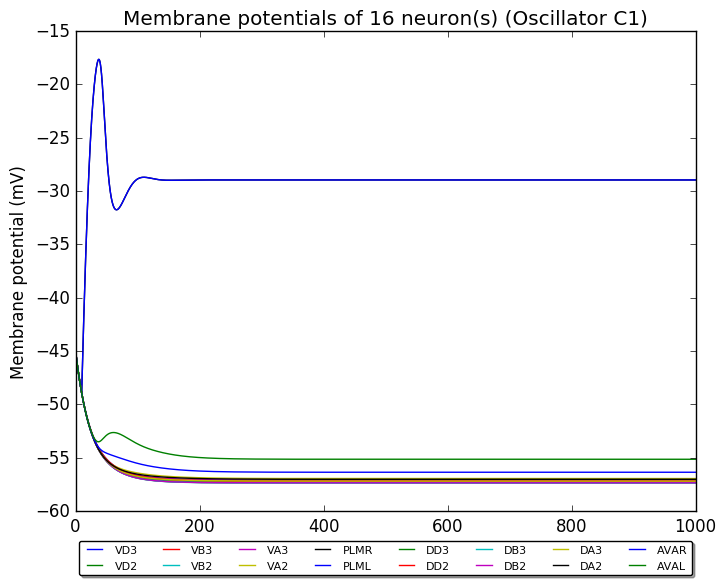 Membrane potentials of 16 neuron(s) (Oscillator C1)
Membrane potential (mV)
−15
−20
−25
−30
−35
−40
−45
−50
−55
−60
0 200 400 600 800 1000
VD3 VB3 VA3 PLMR DD3 DB3 DA3 AVAR
VD2 VB2 VA2 PLML DD2 DB2 DA2 AVAL